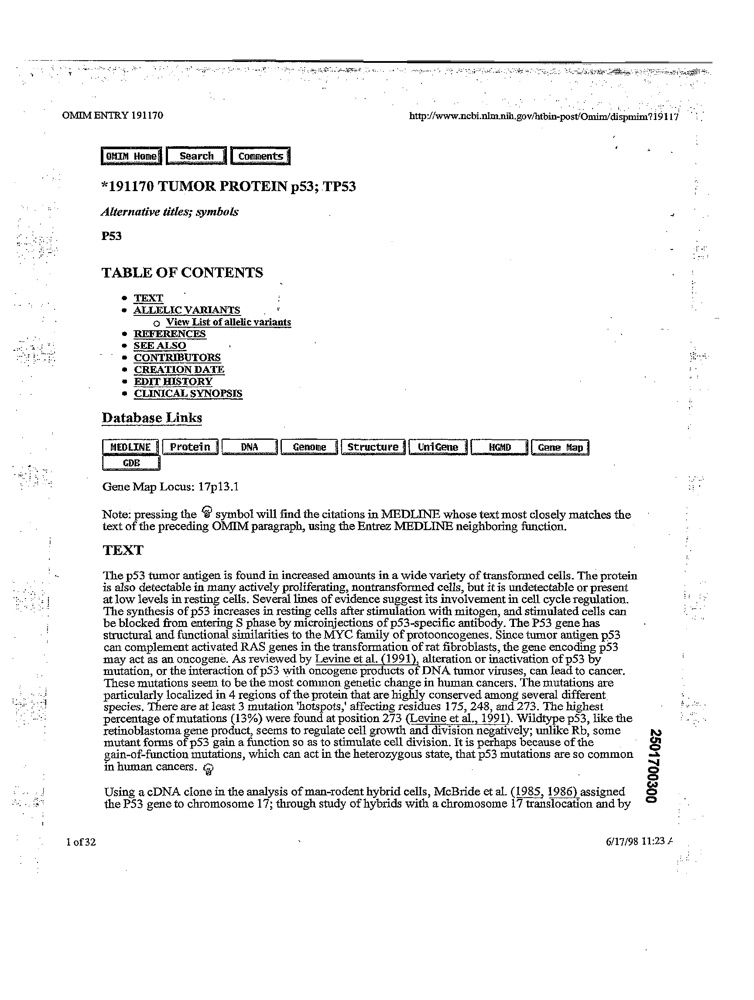 OMIM ENTRY 191170
http://www.ncbi.nlm.nih.gov/htbin-post/Omim/dispmim?19117
OMIM Home Search Comments
*191170 TUMOR PROTEIN p53; TP53
Alternative titles; symbols
P53
TABLE OF CONTENTS
• TEXT
• ALLELIC VARIANTS
o View List of allelic variants
• REFERENCES
• SEE ALSO
• CONTRIBUTORS
• CREATION DATE
• EDIT HISTORY
• CLINICAL SYNOPSIS
Database Links
MEDLINE Protein DNA Genome Structure UniGene HGMD Gene Map
GDB
Gene Map Locus: 17p13.1
Note: pressing the symbol will find the citations in MEDLINE whose text most closely matches the
text of the preceding OMIM paragraph, using the Entrez MEDLINE neighboring function.
TEXT
The p53 tumor antigen is found in increased amounts in a wide variety of transformed cells. The protein
is also detectable in many actively proliferating, nontransformed cells, but it is undetectable or present
at low levels in resting cells. Several lines of evidence suggest its involvement in cell cycle regulation.
The synthesis of p53 increases in resting cells after stimulation with mitogen, and stimulated cells can
be blocked from entering S phase by microinjections of p53-specific antibody. The P53 gene has
structural and functional similarities to the MYC family of protooncogenes. Since tumor antigen p53
can complement activated RAS genes in the transformation of rat fibroblasts, the gene encoding p53
may act as an oncogene. As reviewed by Levine et al. (1991), alteration or inactivation of p53 by
mutation, or the interaction of p53 with oncogene products of DNA tumor viruses, can lead to cancer.
These mutations seem to be the most common genetic change in human cancers. The mutations are
particularly localized in 4 regions of the protein that are highly conserved among several different
species. There are at least 3 mutation 'hotspots,' affecting residues 175, 248, and 273. The highest
percentage of mutations (13%) were found at position 273 (Levine et al., 1991). Wildtype p53, like the
retinoblastoma gene product, seems to regulate cell growth and division negatively; unlike Rb, some
mutant forms of p53 gain a function so as to stimulate cell division. It is perhaps because of the
gain-of-function mutations, which can act in the heterozygous state, that p53 mutations are so common
in human cancers.
Using a cDNA clone in the analysis of man-rodent hybrid cells, McBride et al. (1985, 1986) assigned
the P53 gene to chromosome 17; through study of hybrids with a chromosome 17 translocation and by
2501700300
1 of 32
6/17/98 11:23 A